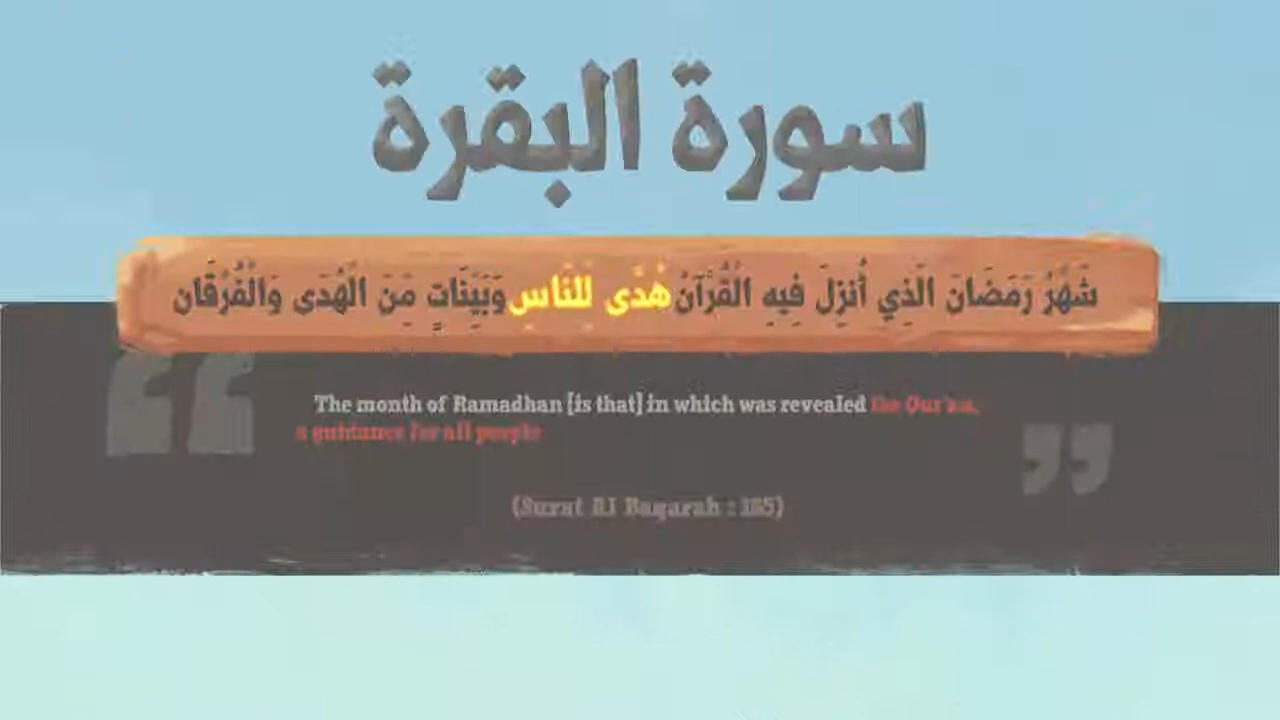 سورة البقرة
شَهْرُ رَمَضَانَ الَّذِي أُنزِلَ فِيهِ الْقُرْآنُ هُدًى لِّلنَّاسِ وَبَيِّنَاتٍ مِّنَ الْهُدَى وَالْفُرْقَان
“ The month of Ramadhan [is that] in which was revealed the Qur'an,
a guidance for all people ”
(Surat Al Baqarah : 185)